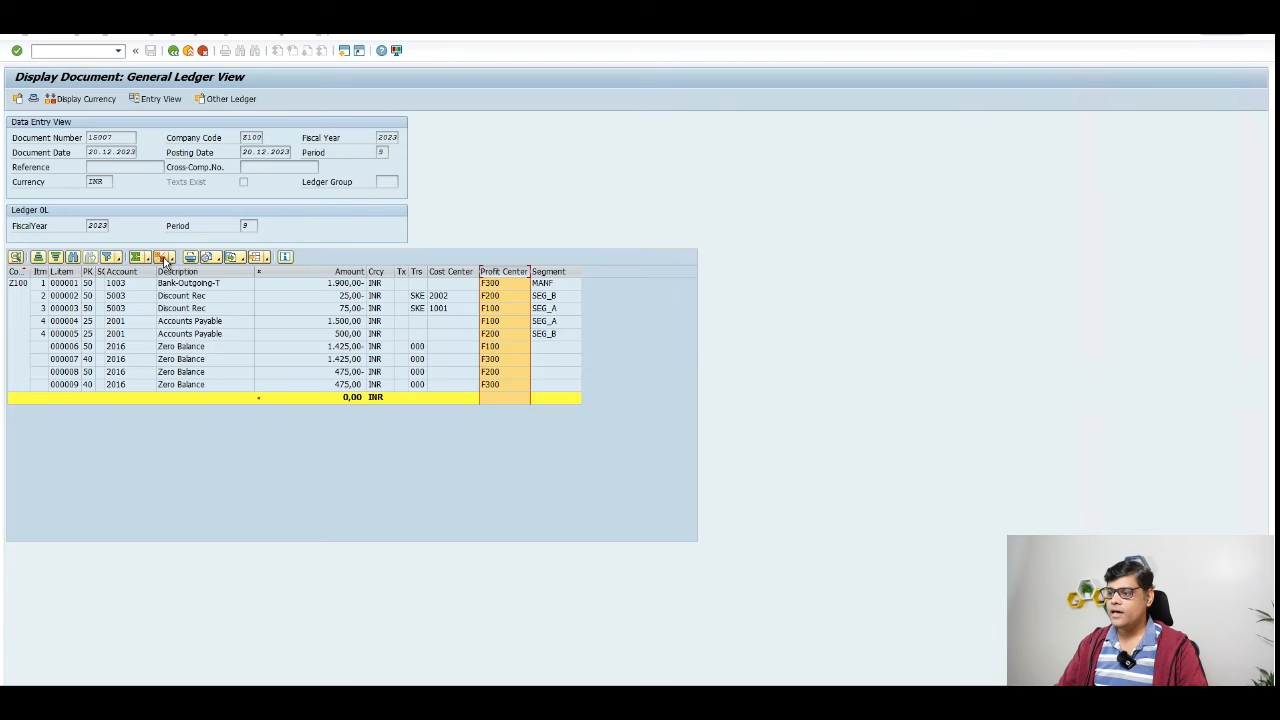 Display Document: General Ledger View
Display Currency Entry View Other Ledger
Data Entry View
Document Number 15007 Company Code Z100 Fiscal Year 2023
Document Date 20.12.2023 Posting Date 20.12.2023 Period 9
Reference Cross-Comp.No.
Currency INR Texts Exist Ledger Group
Ledger 0L
FiscalYear 2023 Period 9
Co.. Itm L.item PK SG Account Description Amount Crcy Tx Trs Cost Center Profit Center Segment
Z100 1 000001 50 1003 Bank-Outgoing-T 1.900,00- INR F300 MANF
2 000002 50 5003 Discount Rec 25,00- INR SKE 2002 F200 SEG_B
3 000003 50 5003 Discount Rec 75,00- INR SKE 1001 F100 SEG_A
4 000004 25 2001 Accounts Payable 1.500,00 INR F100 SEG_A
4 000005 25 2001 Accounts Payable 500,00 INR F200 SEG_B
000006 50 2016 Zero Balance 1.425,00- INR 000 F100
000007 40 2016 Zero Balance 1.425,00 INR 000 F300
000008 50 2016 Zero Balance 475,00- INR 000 F200
000009 40 2016 Zero Balance 475,00 INR 000 F300
0,00 INR